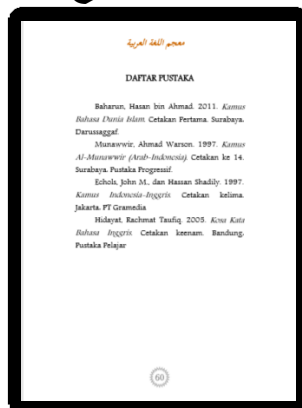 معجم اللغة العربية
DAFTAR PUSTAKA
Baharun, Hasan bin Ahmad. 2011. Kamus
Bahasa Dunia Islam. Cetakan Pertama. Surabaya.
Darussaggaf.
Munawwir, Ahmad Warson. 1997. Kamus
Al-Munawwir (Arab-Indonesia). Cetakan ke 14.
Surabaya. Pustaka Progressif.
Echols, John M., dan Hassan Shadily. 1997.
Kamus Indonesia-Inggris. Cetakan kelima.
Jakarta. PT Gramedia
Hidayat, Rachmat Taufiq. 2005. Kosa Kata
Bahasa Inggris. Cetakan keenam. Bandung.
Pustaka Pelajar
60